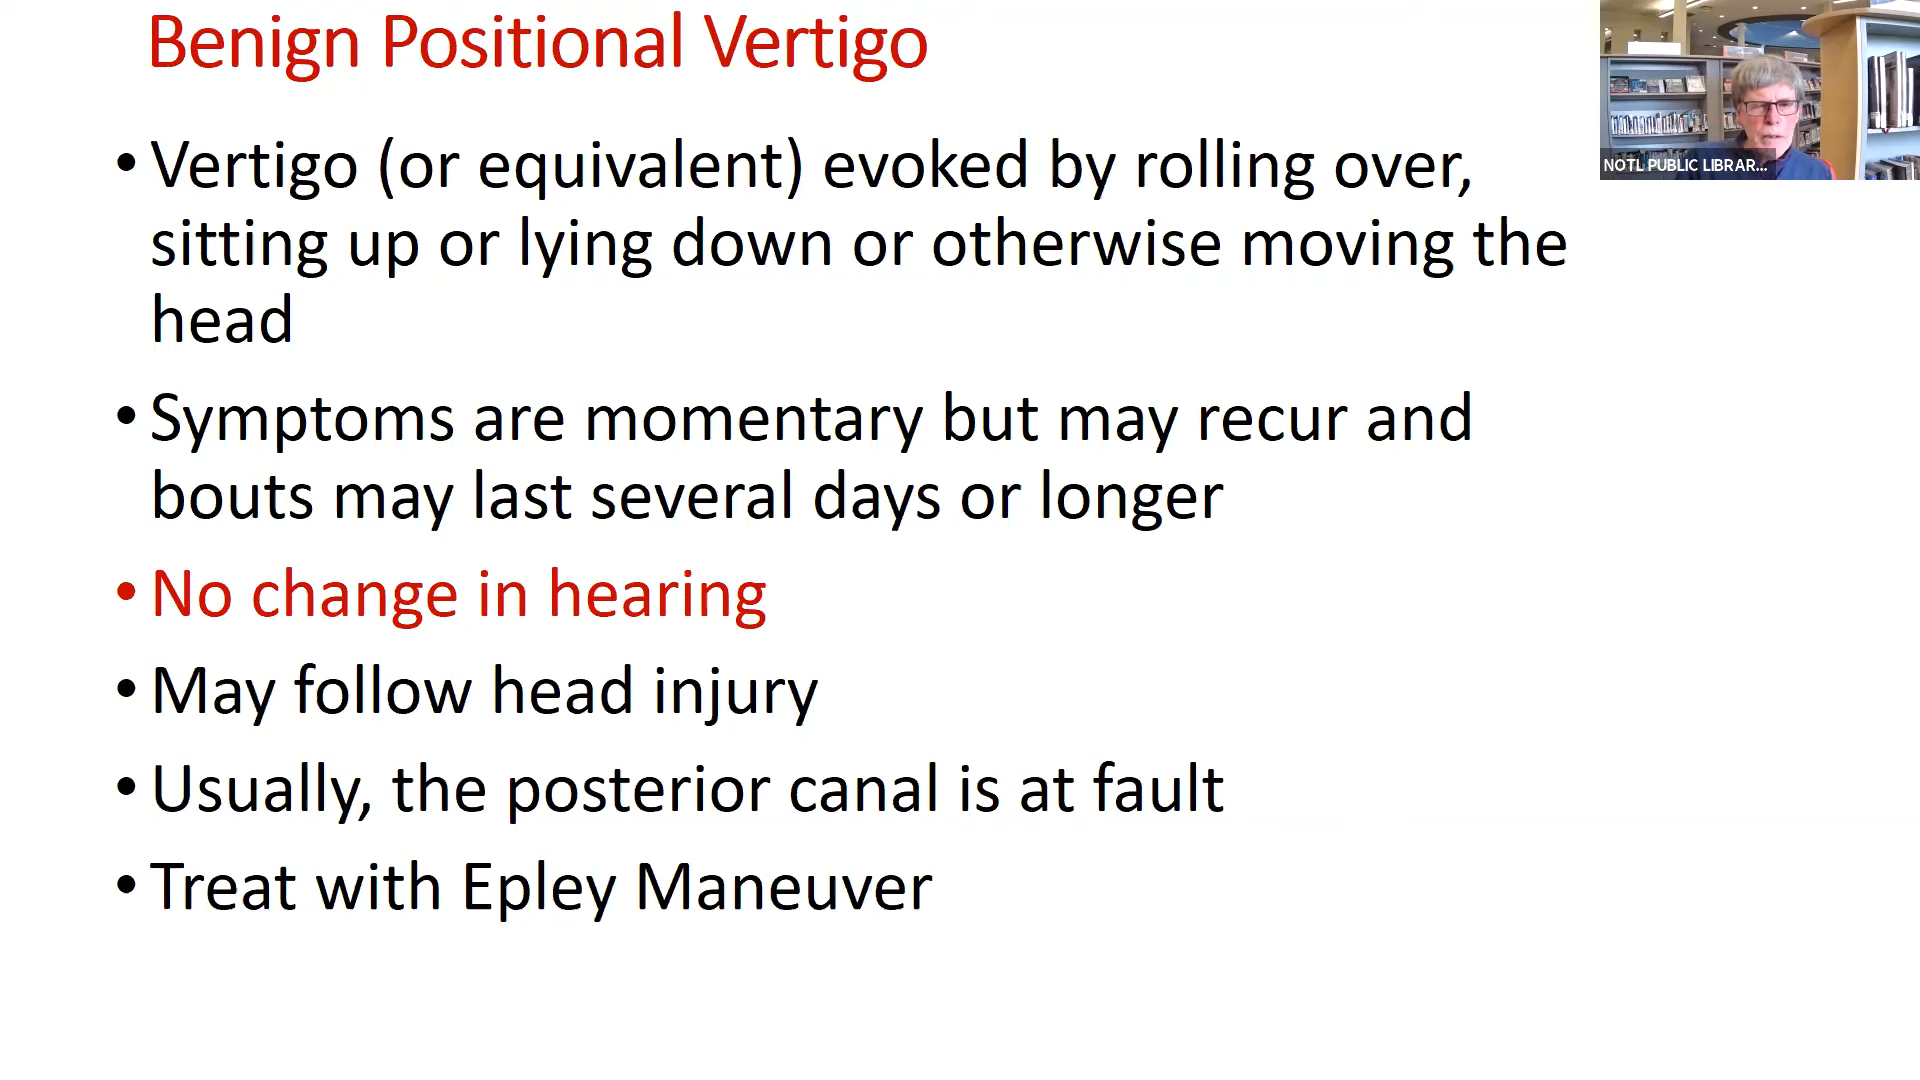 Benign Positional Vertigo
• Vertigo (or equivalent) evoked by rolling over,
sitting up or lying down or otherwise moving the
head
• Symptoms are momentary but may recur and
bouts may last several days or longer
• No change in hearing
• May follow head injury
• Usually, the posterior canal is at fault
• Treat with Epley Maneuver
NOTL PUBLIC LIBRAR...